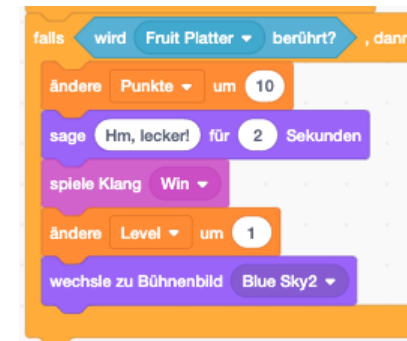 falls wird Fruit Platter berührt? , dann
ändere Punkte um 10
sage Hm, lecker! für 2 Sekunden
spiele Klang Win
ändere Level um 1
wechsle zu Bühnenbild Blue Sky2